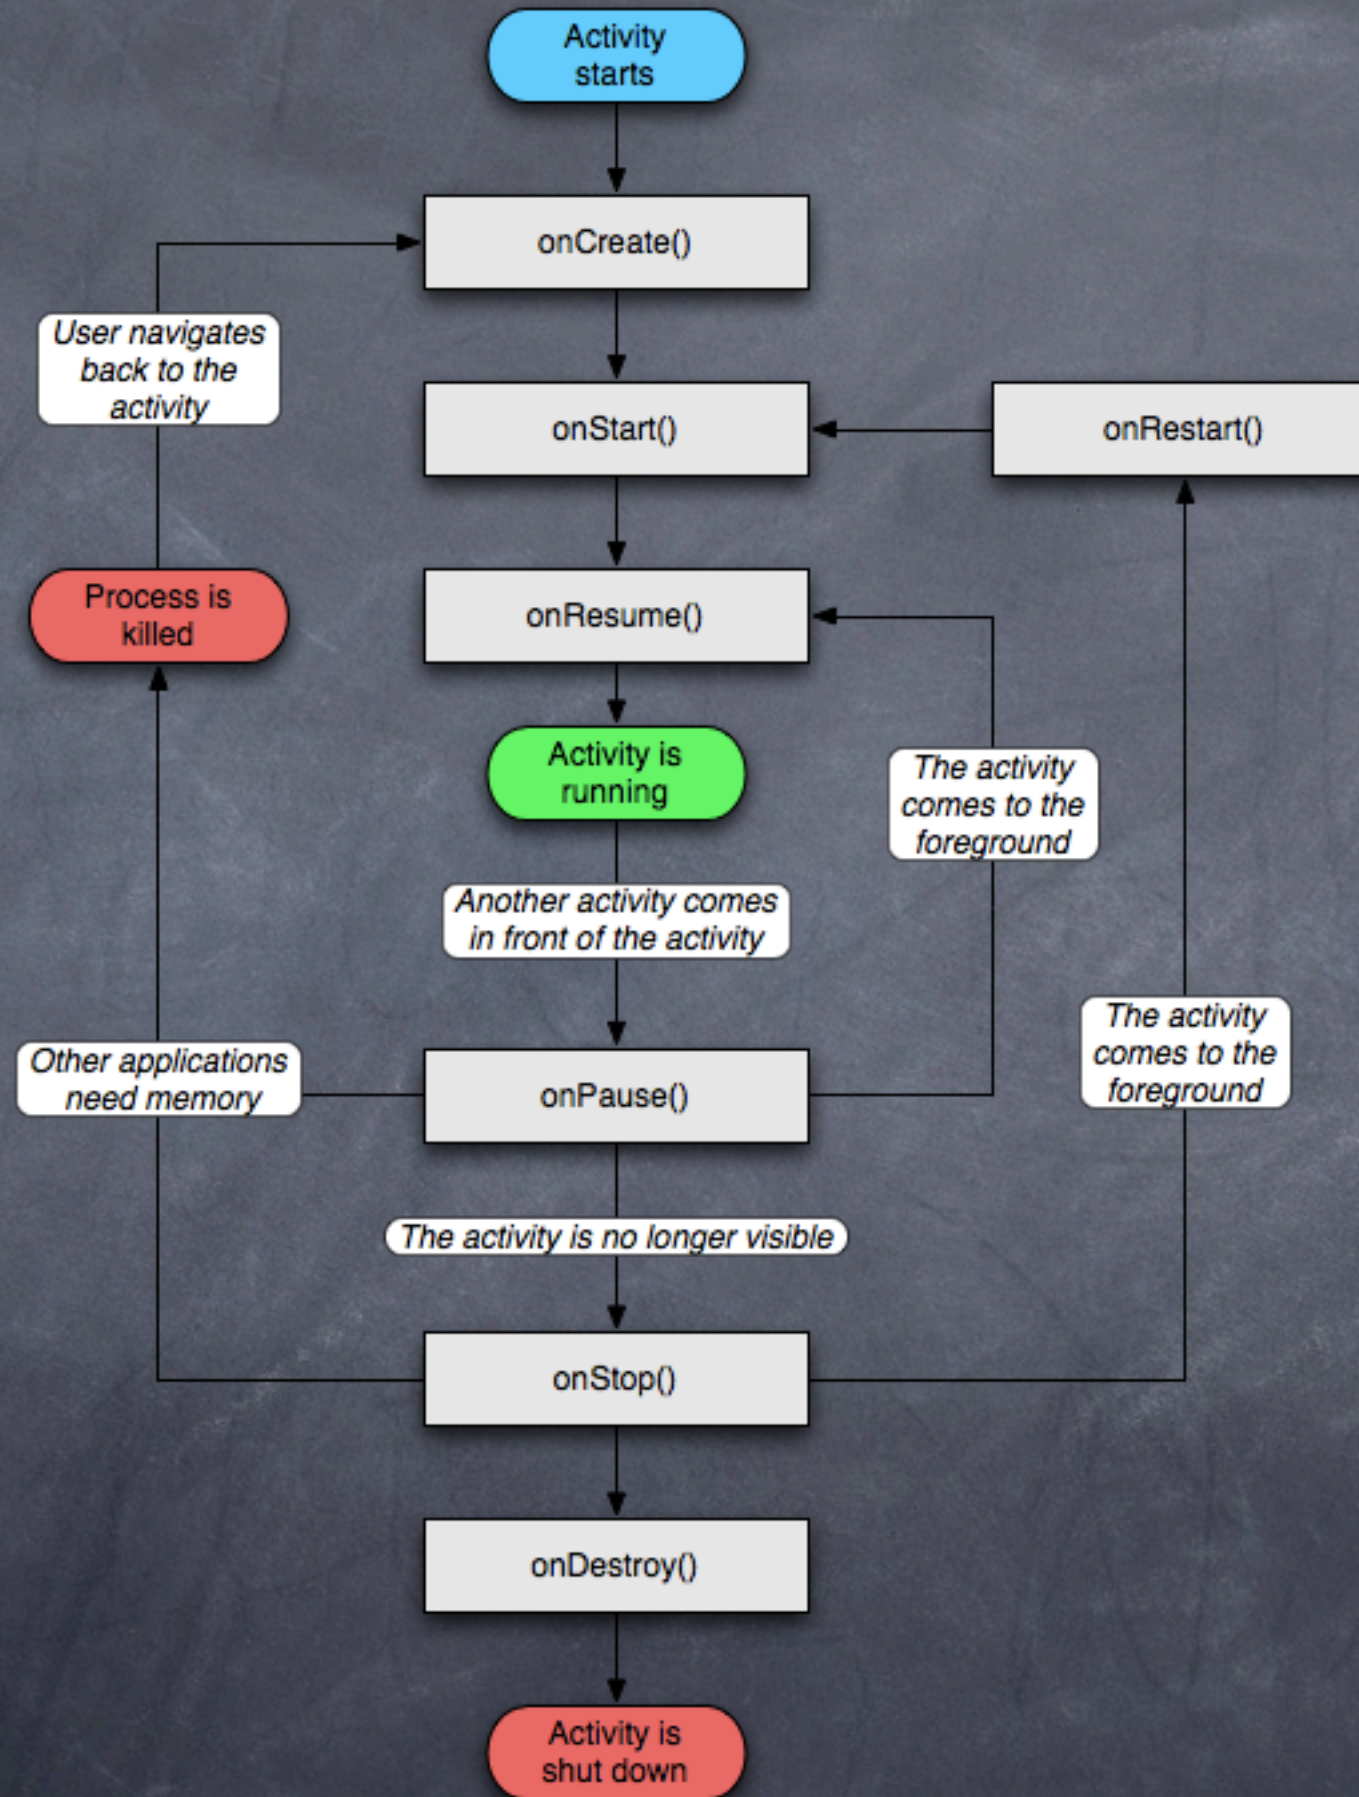 Activity
starts
onCreate()
User navigates
back to the
activity
onStart()
onRestart()
Process is
killed
onResume()
Activity is
running
The activity
comes to the
foreground
Another activity comes
in front of the activity
The activity
comes to the
foreground
Other applications
need memory
onPause()
The activity is no longer visible
onStop()
onDestroy()
Activity is
shut down